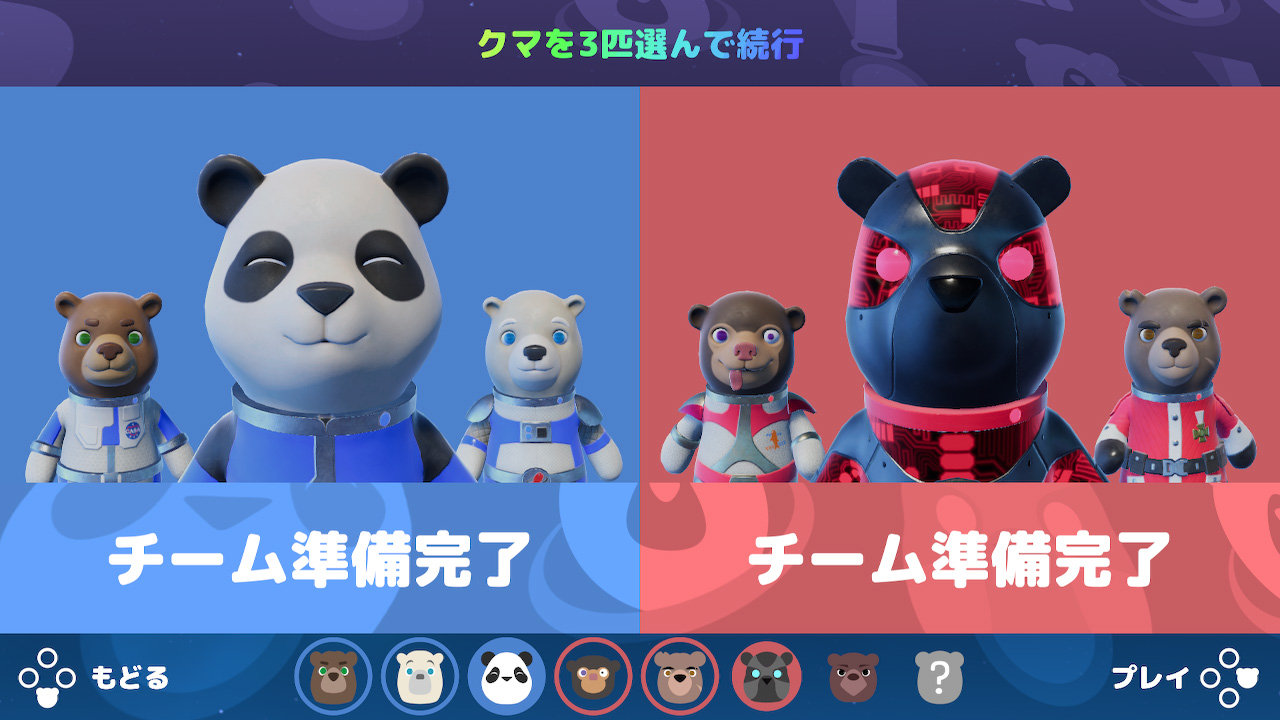 クマを3匹選んで続行
チーム準備完了
チーム準備完了
もどる
?
プレイ